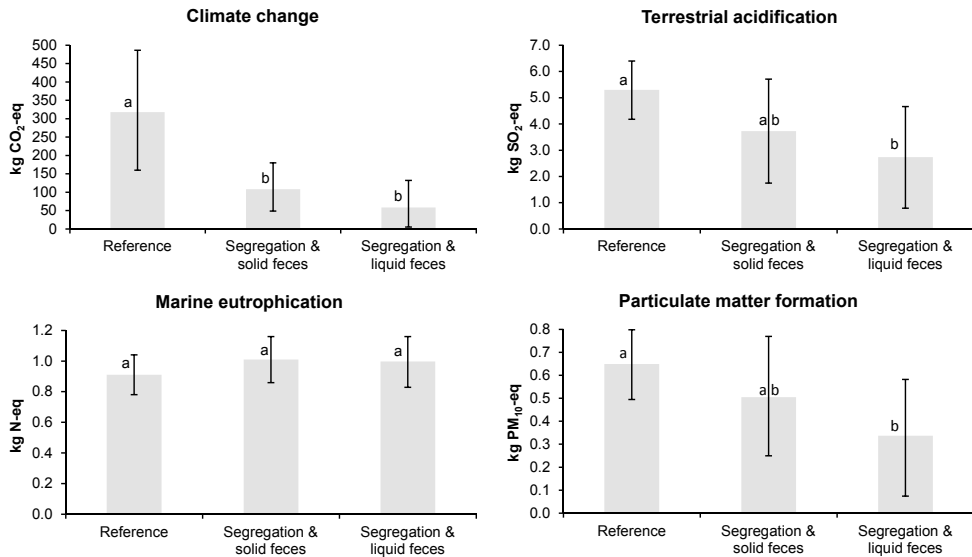 Climate change
kg CO₂-eq
500
450
400
350
300
250
200
150
100
50
0
a
b
b
Reference
Segregation &
solid feces
Segregation &
liquid feces
Terrestrial acidification
kg SO₂-eq
7.0
6.0
5.0
4.0
3.0
2.0
1.0
0.0
a
a b
b
Reference
Segregation &
solid feces
Segregation &
liquid feces
Marine eutrophication
kg N-eq
1.2
1.0
0.8
0.6
0.4
0.2
0.0
a
a
a
Reference
Segregation &
solid feces
Segregation &
liquid feces
Particulate matter formation
kg PM₁₀-eq
0.8
0.7
0.6
0.5
0.4
0.3
0.2
0.1
0.0
a
a b
b
Reference
Segregation &
solid feces
Segregation &
liquid feces